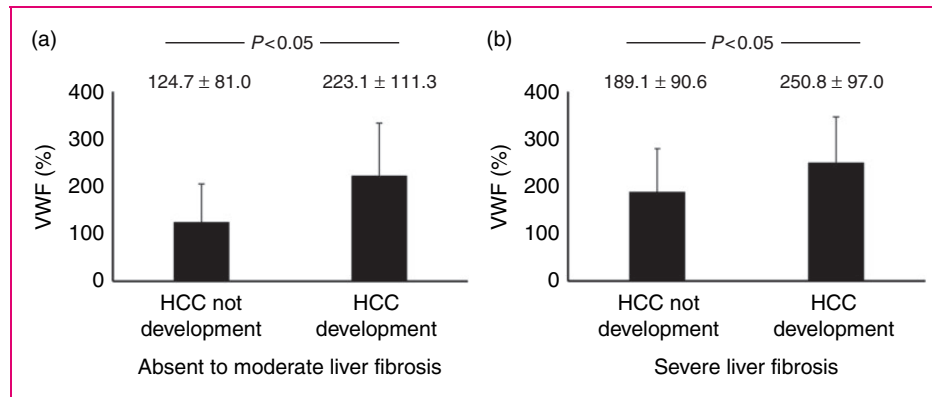 (a)
P<0.05
124.7 ± 81.0 223.1 ± 111.3
400
300
200
100
0
VWF (%)
HCC not development
HCC development
Absent to moderate liver fibrosis
(b)
P<0.05
189.1 ± 90.6 250.8 ± 97.0
400
300
200
100
0
VWF (%)
HCC not development
HCC development
Severe liver fibrosis